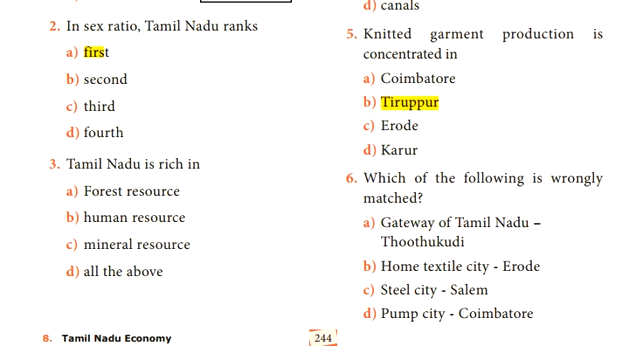 2. In sex ratio, Tamil Nadu ranks
a) first
b) second
c) third
d) fourth
3. Tamil Nadu is rich in
a) Forest resource
b) human resource
c) mineral resource
d) all the above
d) canals
5. Knitted garment production is
concentrated in
a) Coimbatore
b) Tiruppur
c) Erode
d) Karur
6. Which of the following is wrongly
matched?
a) Gateway of Tamil Nadu –
Thoothukudi
b) Home textile city - Erode
c) Steel city - Salem
d) Pump city - Coimbatore
8. Tamil Nadu Economy
244